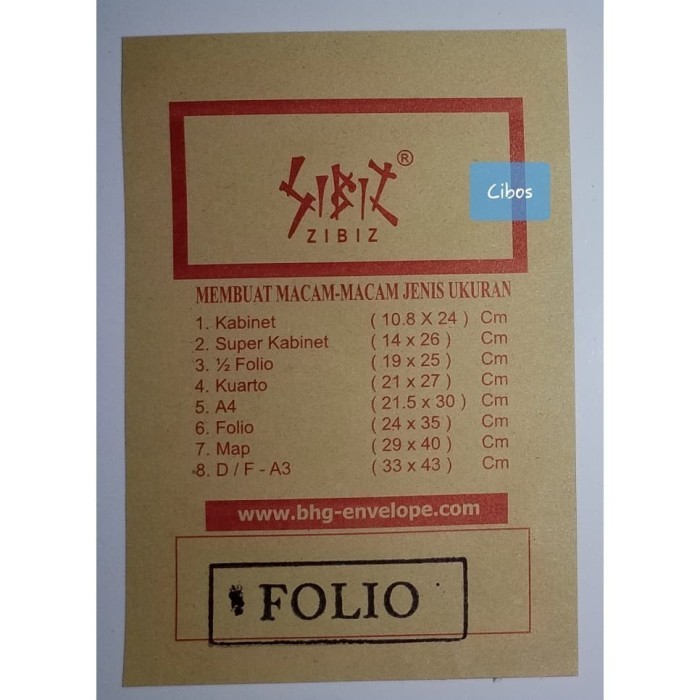 SIBIZ ®
ZIBIZ
Cibos
MEMBUAT MACAM-MACAM JENIS UKURAN
1. Kabinet ( 10.8 X 24 ) Cm
2. Super Kabinet ( 14 x 26 ) Cm
3. ½ Folio ( 19 x 25 ) Cm
4. Kuarto ( 21 x 27 ) Cm
5. A4 ( 21.5 x 30 ) Cm
6. Folio ( 24 x 35 ) Cm
7. Map ( 29 x 40 ) Cm
8. D / F - A3 ( 33 x 43 ) Cm
www.bhg-envelope.com
FOLIO